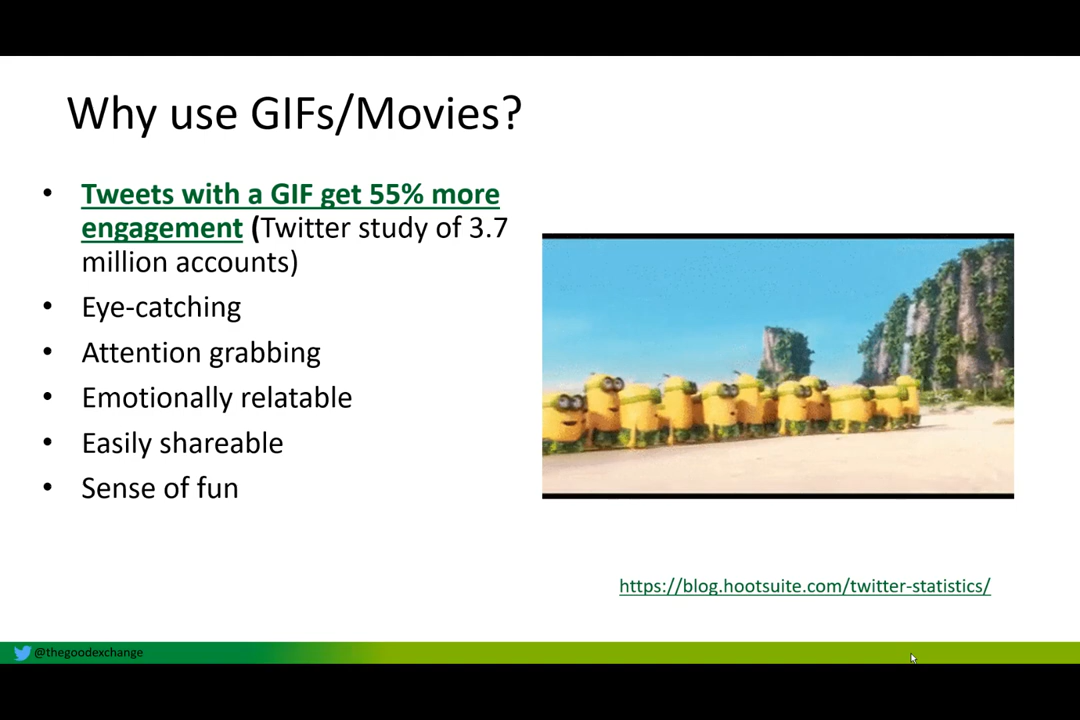 Why use GIFs/Movies?
• Tweets with a GIF get 55% more
engagement (Twitter study of 3.7
million accounts)
• Eye-catching
• Attention grabbing
• Emotionally relatable
• Easily shareable
• Sense of fun
https://blog.hootsuite.com/twitter-statistics/
@thegoodexchange